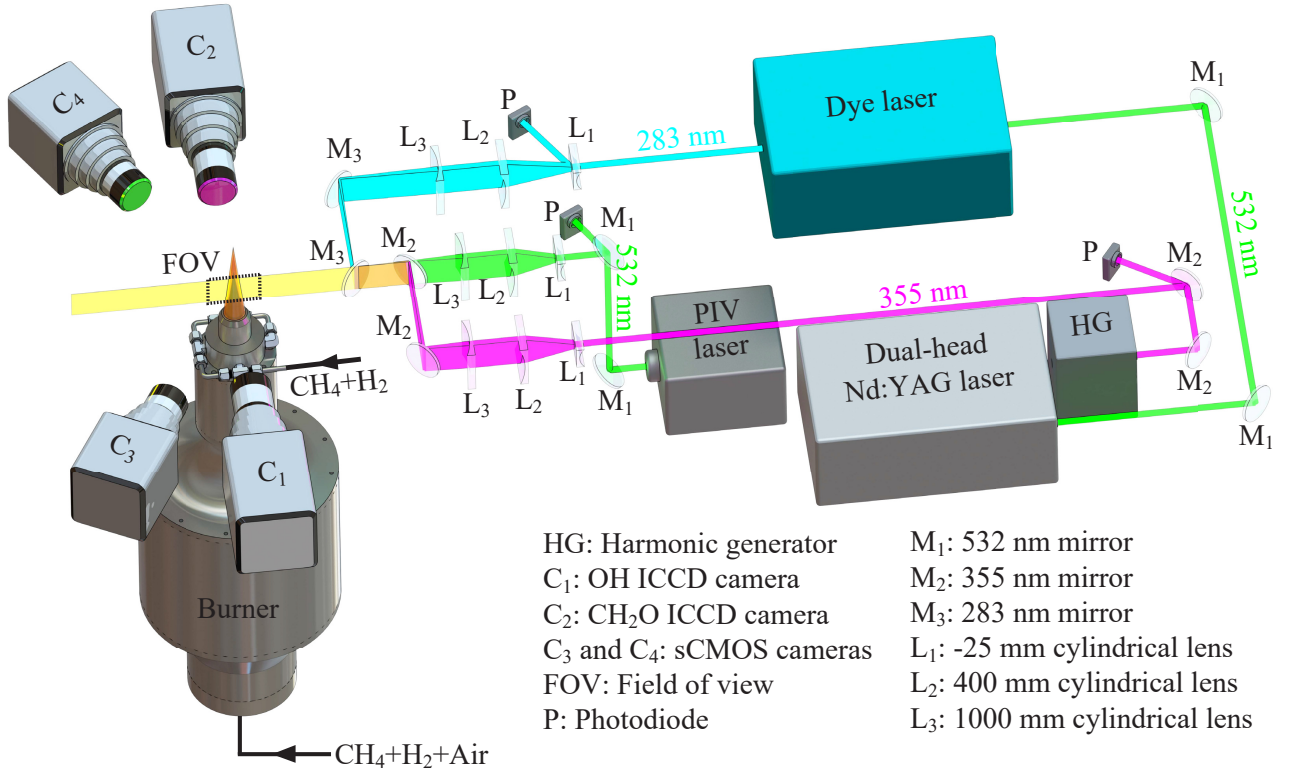 C₂
C₄
M₁
P
L₁
L₂
L₃
M₃
283 nm
Dye laser
532 nm
P
M₁
M₂
M₃
FOV
L₃
L₂
L₁
532 nm
P
M₂
355 nm
PIV
laser
HG
Dual-head
Nd:YAG laser
M₂
M₂
L₁
L₂
L₃
M₁
M₁
CH₄+H₂
C₃
C₁
Burner
CH₄+H₂+Air
HG: Harmonic generator
C₁: OH ICCD camera
C₂: CH₂O ICCD camera
C₃ and C₄: sCMOS cameras
FOV: Field of view
P: Photodiode
M₁: 532 nm mirror
M₂: 355 nm mirror
M₃: 283 nm mirror
L₁: -25 mm cylindrical lens
L₂: 400 mm cylindrical lens
L₃: 1000 mm cylindrical lens